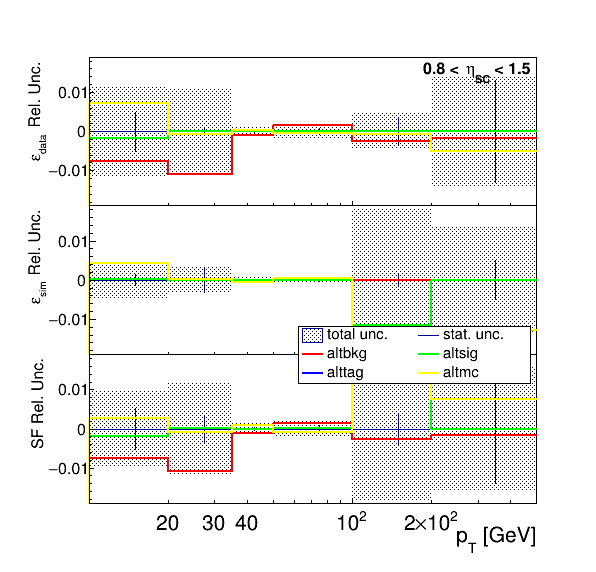 0.8 < η_SC < 1.5
ε_data Rel. Unc.
0.01
0
−0.01
ε_sim Rel. Unc.
0.01
0
−0.01
total unc.
stat. unc.
altbkg
altsig
alttag
altmc
SF Rel. Unc.
0.01
0
−0.01
20 30 40 10² 2×10²
p_T [GeV]